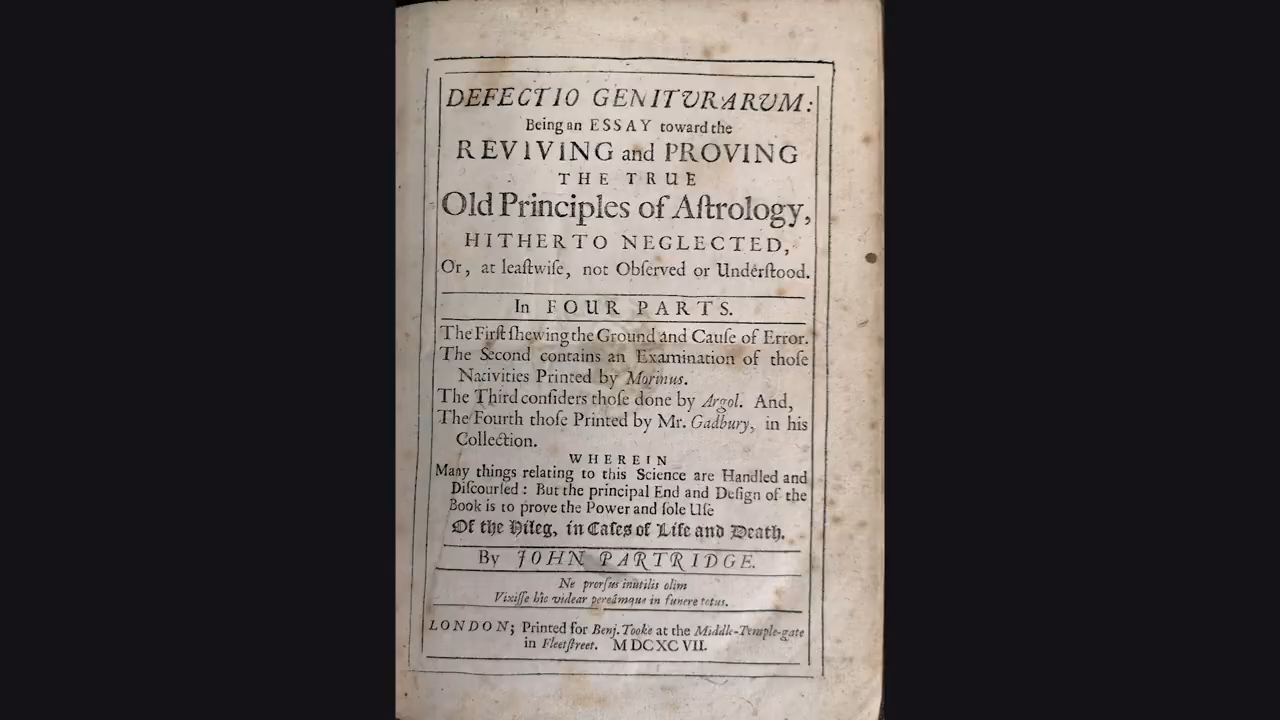 DEFECTIO GENITVRARVM:
Being an ESSAY toward the
REVIVING and PROVING
THE TRUE
Old Principles of Aſtrology,
HITHERTO NEGLECTED,
Or, at leaſtwiſe, not Obſerved or Underſtood.
In FOUR PARTS.
The Firſt ſhewing the Ground and Cauſe of Error.
The Second contains an Examination of thoſe
Nativities Printed by Morinus.
The Third conſiders thoſe done by Argol. And,
The Fourth thoſe Printed by Mr. Gadbury, in his
Collection.
WHEREIN
Many things relating to this Science are Handled and
Diſcourſed: But the principal End and Deſign of the
Book is to prove the Power and ſole Uſe
Of the Hileg, in Caſes of Life and Death.
By JOHN PARTRIDGE.
Ne prorſus inutilis olim
Vixiſſe hîc videar pereámque in funere totus.
LONDON; Printed for Benj. Tooke at the Middle-Temple-gate
in Fleetſtreet. MDCXCVII.